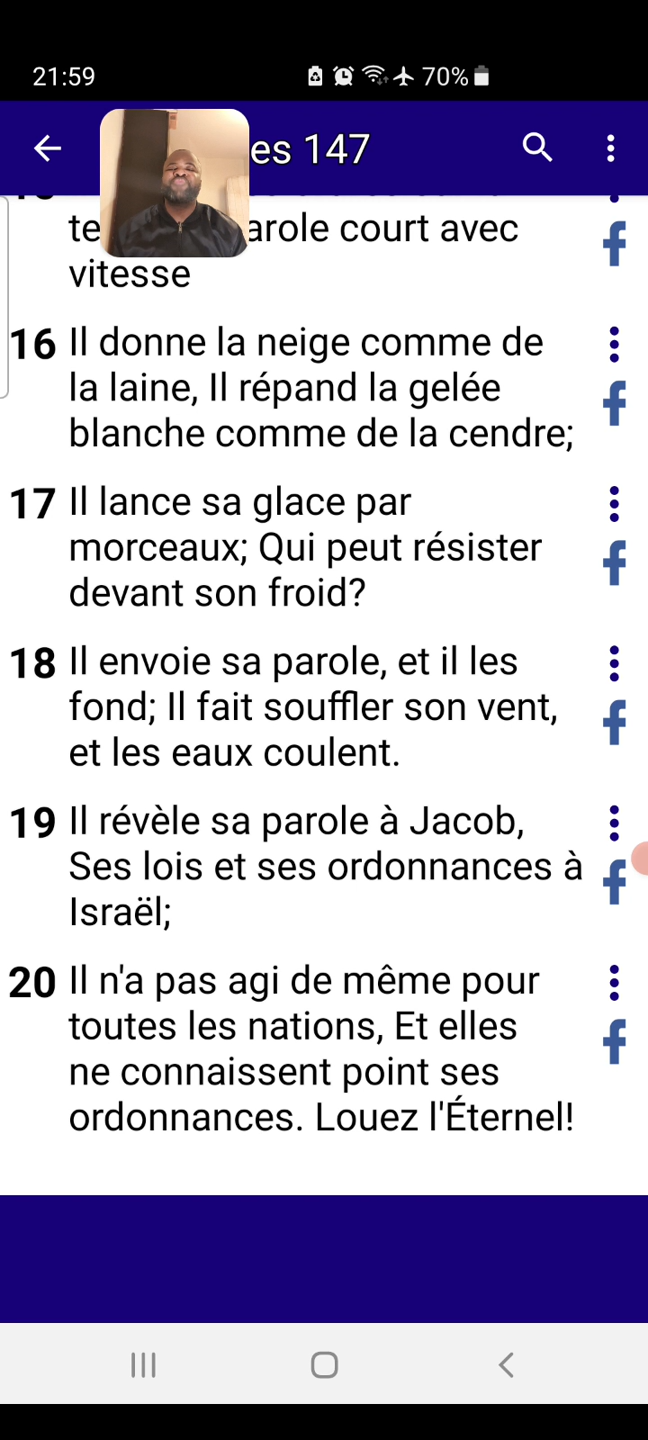 21:59
70%
es 147
te
arole court avec
vitesse
16 Il donne la neige comme de
la laine, Il répand la gelée
blanche comme de la cendre;
17 Il lance sa glace par
morceaux; Qui peut résister
devant son froid?
18 Il envoie sa parole, et il les
fond; Il fait souffler son vent,
et les eaux coulent.
19 Il révèle sa parole à Jacob,
Ses lois et ses ordonnances à
Israël;
20 Il n'a pas agi de même pour
toutes les nations, Et elles
ne connaissent point ses
ordonnances. Louez l'Éternel!